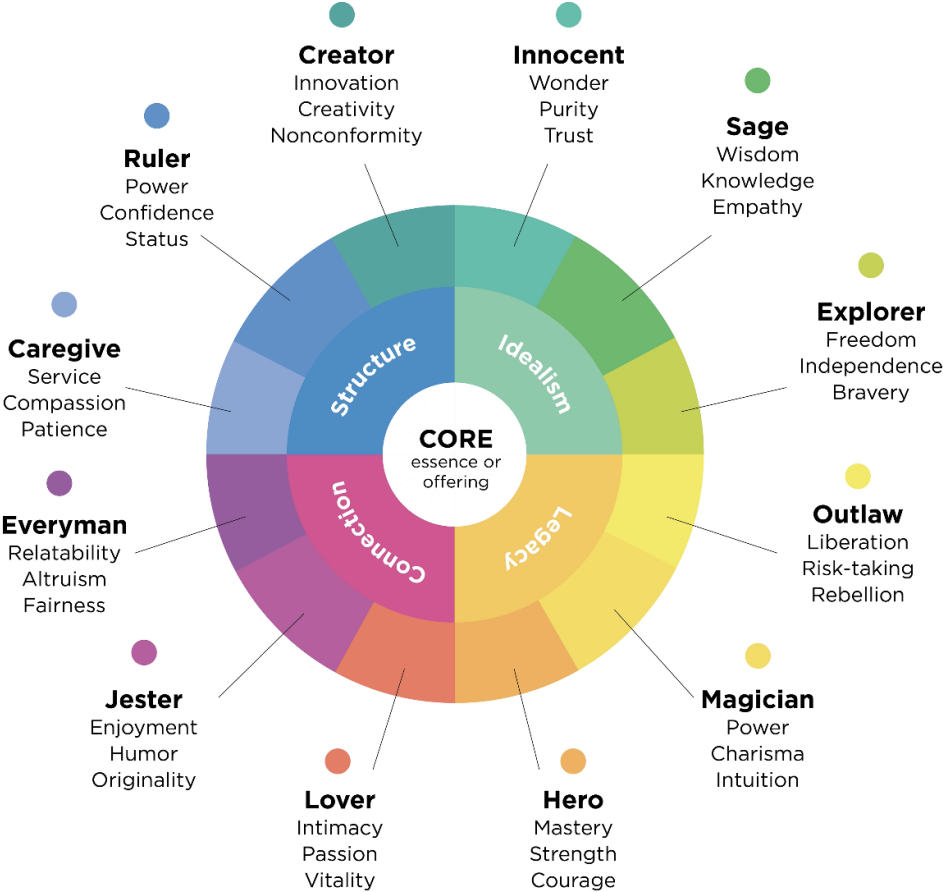 Creator
Innovation
Creativity
Nonconformity
Innocent
Wonder
Purity
Trust
Sage
Wisdom
Knowledge
Empathy
Explorer
Freedom
Independence
Bravery
Outlaw
Liberation
Risk-taking
Rebellion
Magician
Power
Charisma
Intuition
Hero
Mastery
Strength
Courage
Lover
Intimacy
Passion
Vitality
Jester
Enjoyment
Humor
Originality
Everyman
Relatability
Altruism
Fairness
Caregive
Service
Compassion
Patience
Ruler
Power
Confidence
Status
Structure
Idealism
Legacy
Connection
CORE
essence or
offering